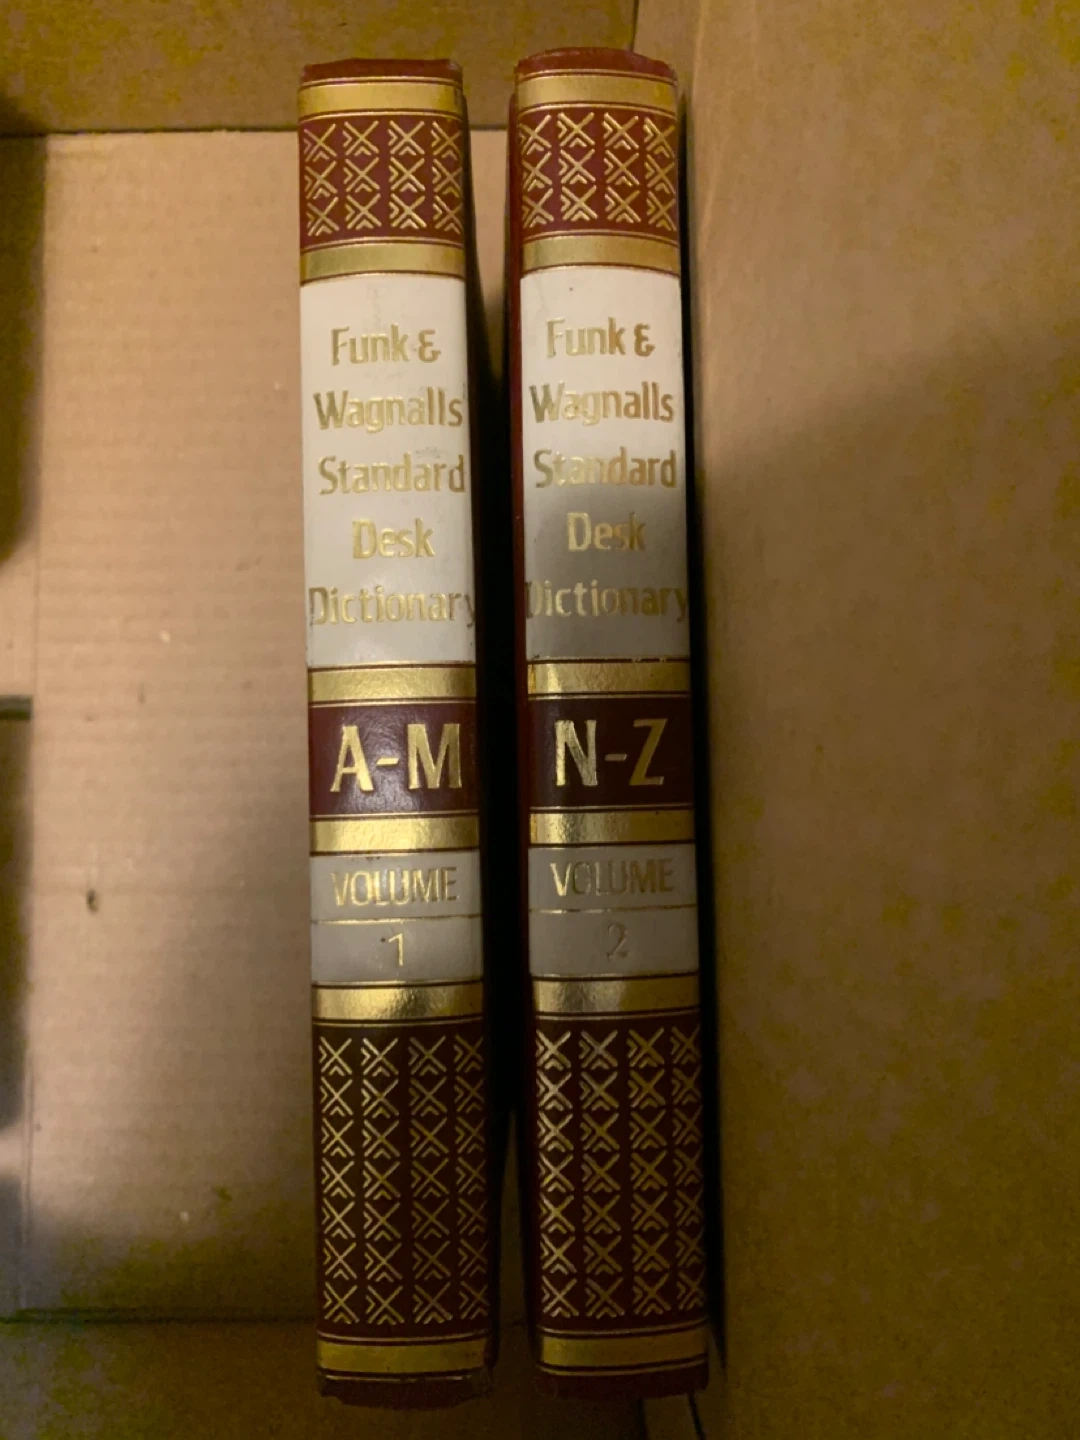 Funk &
Wagnalls
Standard
Desk
Dictionary
A-M
VOLUME
1
Funk &
Wagnalls
Standard
Desk
Dictionary
N-Z
VOLUME
2